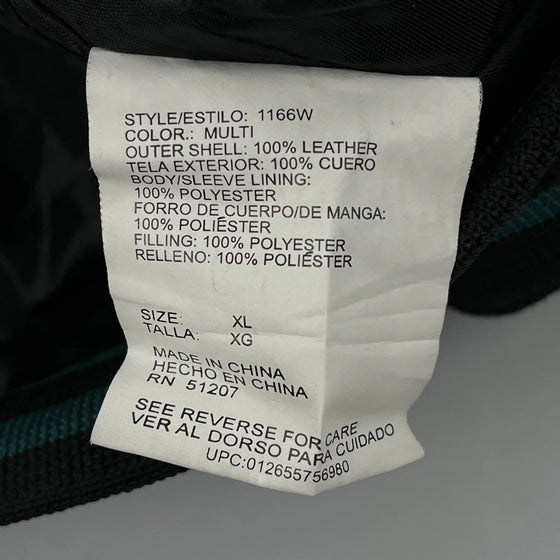 STYLE/ESTILO: 1166W
COLOR.: MULTI
OUTER SHELL: 100% LEATHER
TELA EXTERIOR: 100% CUERO
BODY/SLEEVE LINING:
100% POLYESTER
FORRO DE CUERPO/DE MANGA:
100% POLIÉSTER
FILLING: 100% POLYESTER
RELLENO: 100% POLIÉSTER
SIZE: XL
TALLA: XG
MADE IN CHINA
HECHO EN CHINA
RN 51207
SEE REVERSE FOR CARE
VER AL DORSO PARA CUIDADO
UPC:012655756980